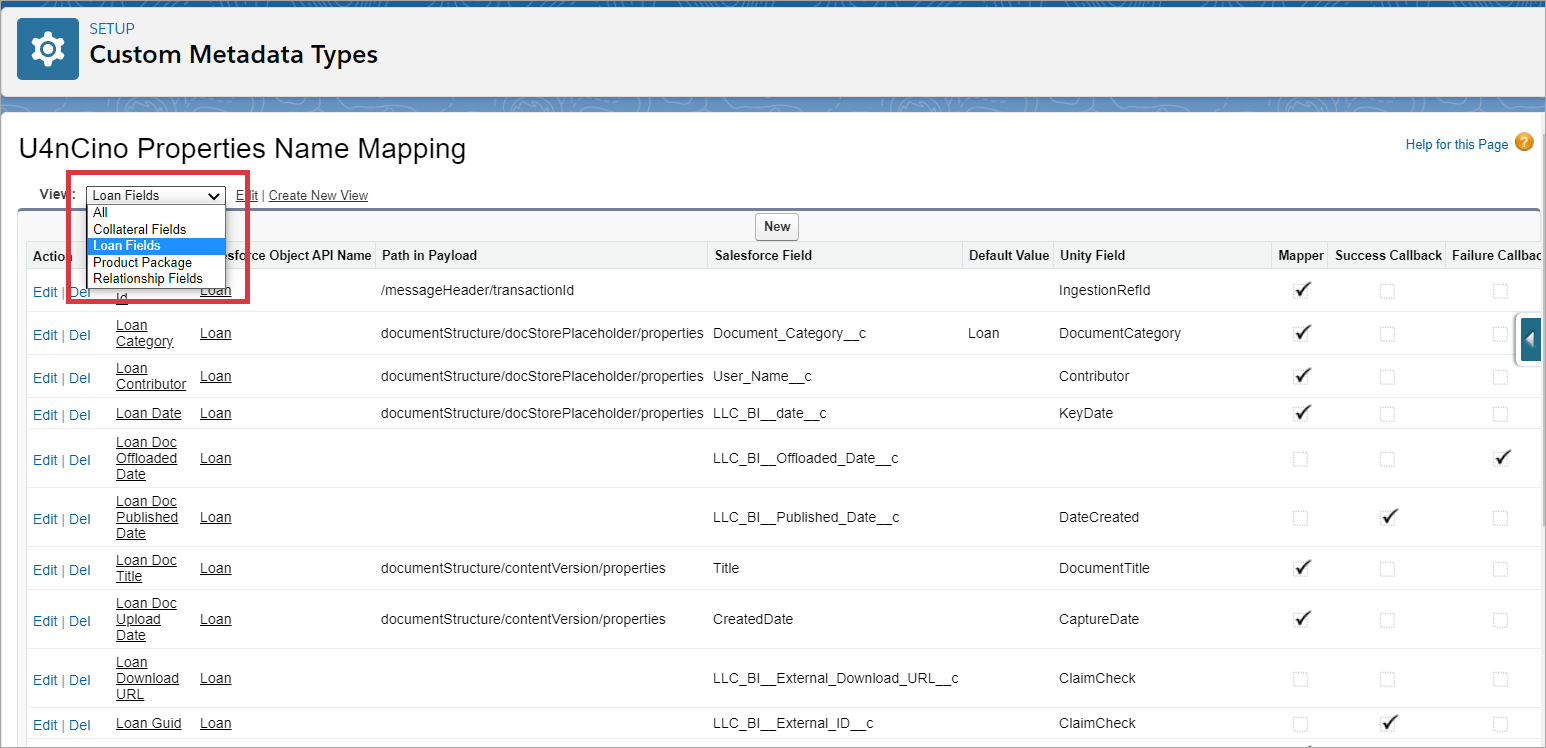 SETUP
Custom Metadata Types
U4nCino Properties Name Mapping
Help for this Page ?
View: Loan Fields Edit | Create New View
All
Collateral Fields
Loan Fields
Product Package
Relationship Fields
New
Action Object API Name Path in Payload Salesforce Field Default Value Unity Field Mapper Success Callback Failure
Edit | Del Id Loan /messageHeader/transactionId IngestionRefId
Edit | Del Loan Category Loan documentStructure/docStorePlaceholder/properties Document_Category__c Loan DocumentCategory
Edit | Del Loan Contributor Loan documentStructure/docStorePlaceholder/properties User_Name__c Contributor
Edit | Del Loan Date Loan documentStructure/docStorePlaceholder/properties LLC_BI__date__c KeyDate
Edit | Del Loan Doc Offloaded Date Loan LLC_BI__Offloaded_Date__c
Edit | Del Loan Doc Published Date Loan LLC_BI__Published_Date__c DateCreated
Edit | Del Loan Doc Title Loan documentStructure/contentVersion/properties Title DocumentTitle
Edit | Del Loan Doc Upload Date Loan documentStructure/contentVersion/properties CreatedDate CaptureDate
Edit | Del Loan Download URL Loan LLC_BI__External_Download_URL__c ClaimCheck
Edit | Del Loan Guid Loan LLC_BI__External_ID__c ClaimCheck